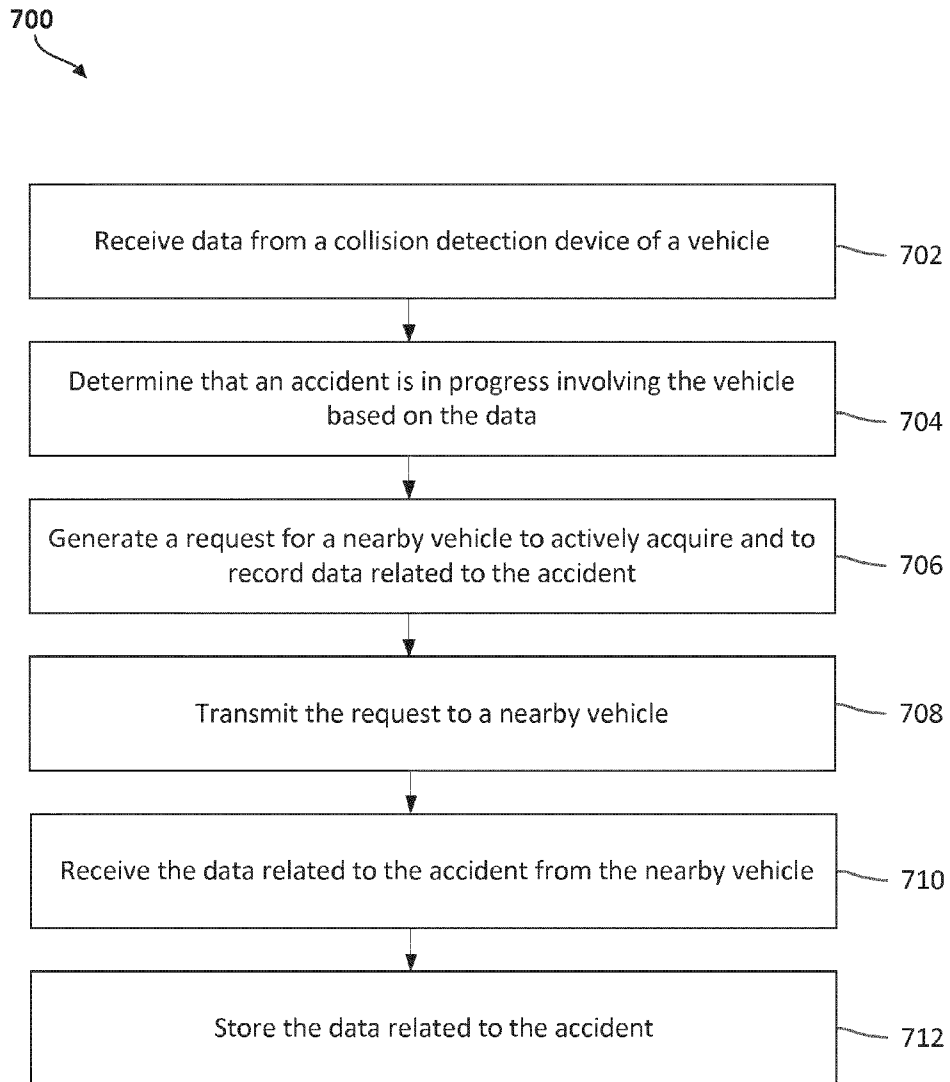 700
Receive data from a collision detection device of a vehicle
702
Determine that an accident is in progress involving the vehicle
based on the data
704
Generate a request for a nearby vehicle to actively acquire and to
record data related to the accident
706
Transmit the request to a nearby vehicle
708
Receive the data related to the accident from the nearby vehicle
710
Store the data related to the accident
712